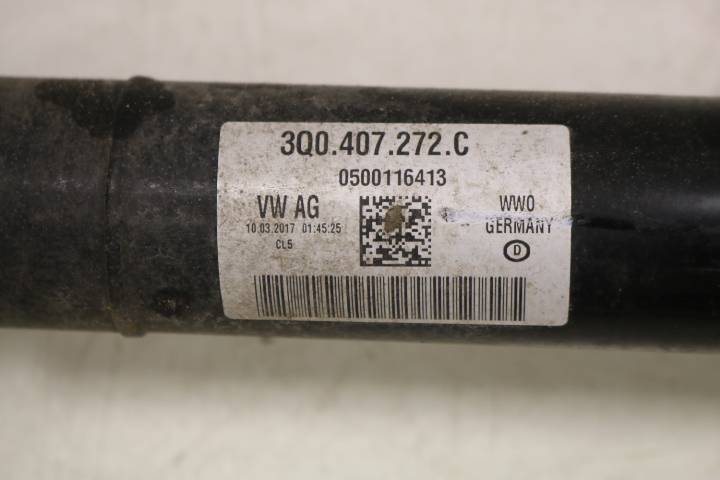 3Q0.407.272.C
0500116413
VW AG
10.03.2017 01:45:25
CL5
WWO
GERMANY
D